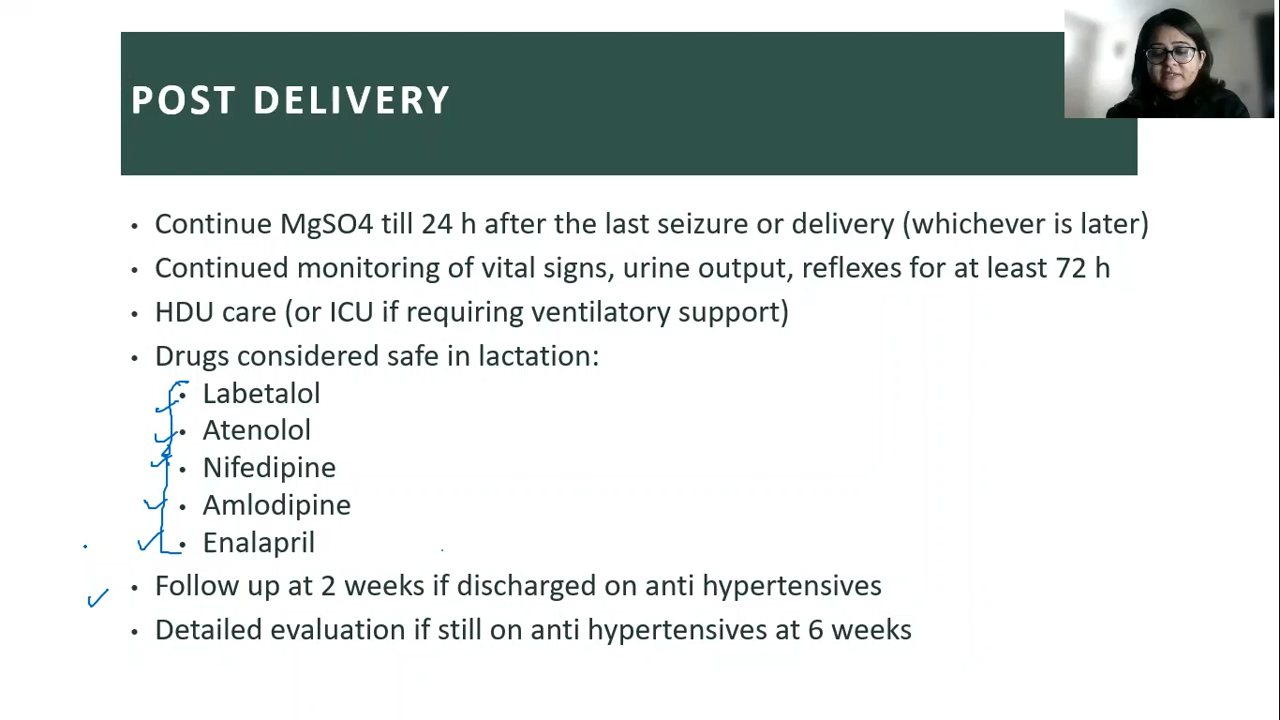 POST DELIVERY
• Continue MgSO4 till 24 h after the last seizure or delivery (whichever is later)
• Continued monitoring of vital signs, urine output, reflexes for at least 72 h
• HDU care (or ICU if requiring ventilatory support)
• Drugs considered safe in lactation:
• Labetalol
• Atenolol
• Nifedipine
• Amlodipine
• Enalapril
• Follow up at 2 weeks if discharged on anti hypertensives
• Detailed evaluation if still on anti hypertensives at 6 weeks